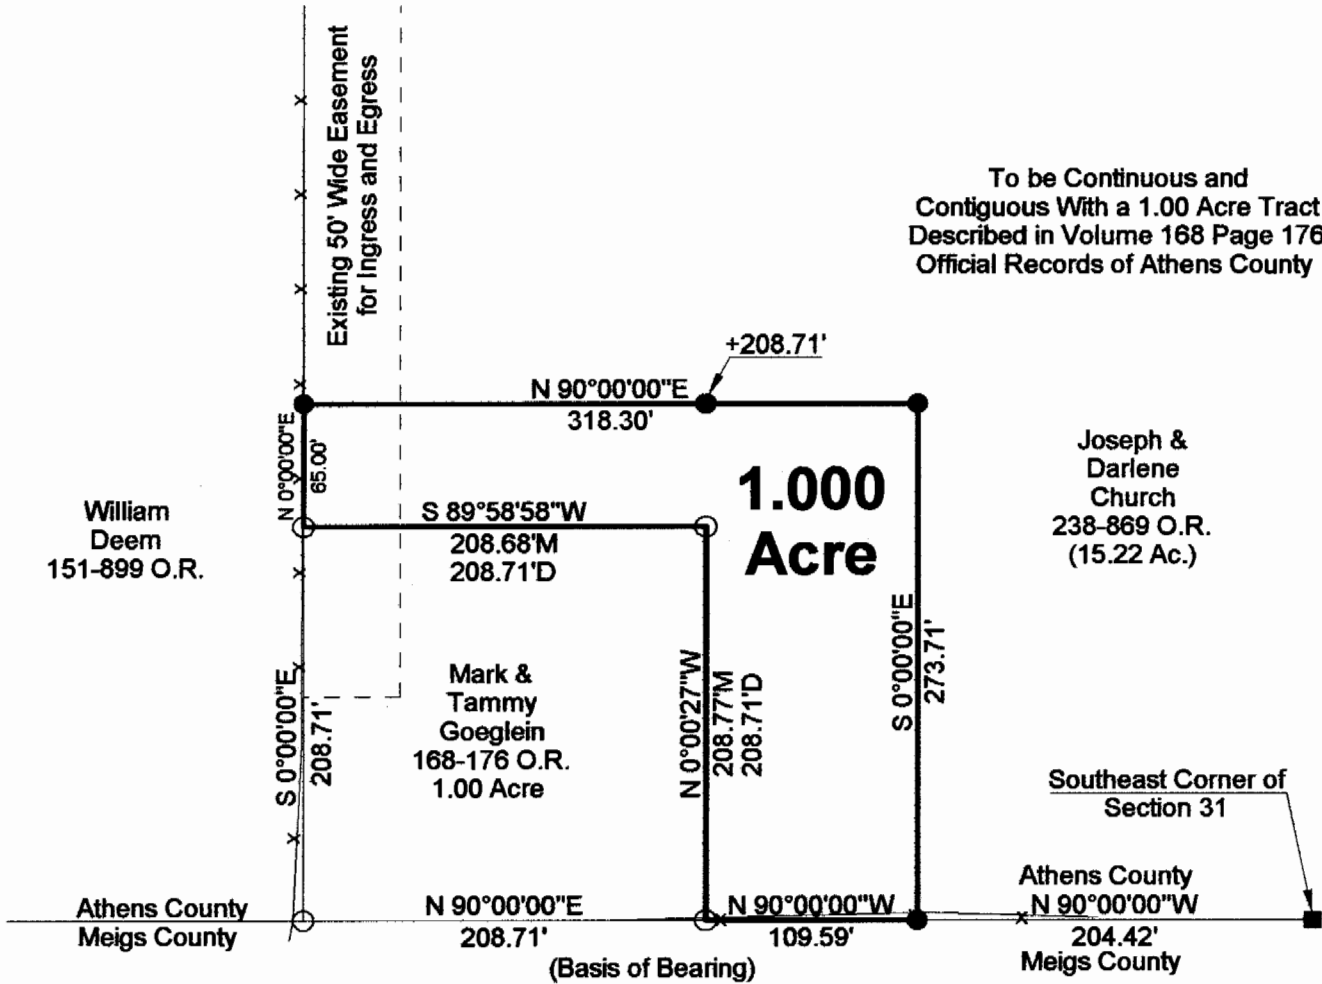 Existing 50' Wide Easement
for Ingress and Egress
To be Continuous and
Contiguous With a 1.00 Acre Tract
Described in Volume 168 Page 176
Official Records of Athens County
+208.71'
N 90°00'00"E
318.30'
N 0°00'00"E
65.00'
1.000
Acre
Joseph &
Darlene
Church
238-869 O.R.
(15.22 Ac.)
William
Deem
151-899 O.R.
S 89°58'58"W
208.68'M
208.71'D
S 0°00'00"E
273.71'
Mark &
Tammy
Goeglein
168-176 O.R.
1.00 Acre
S 0°00'00"E
208.71'
N 0°00'27"W
208.77'M
208.71'D
Southeast Corner of
Section 31
Athens County
Meigs County
N 90°00'00"E
208.71'
(Basis of Bearing)
N 90°00'00"W
109.59'
Athens County
N 90°00'00"W
204.42'
Meigs County